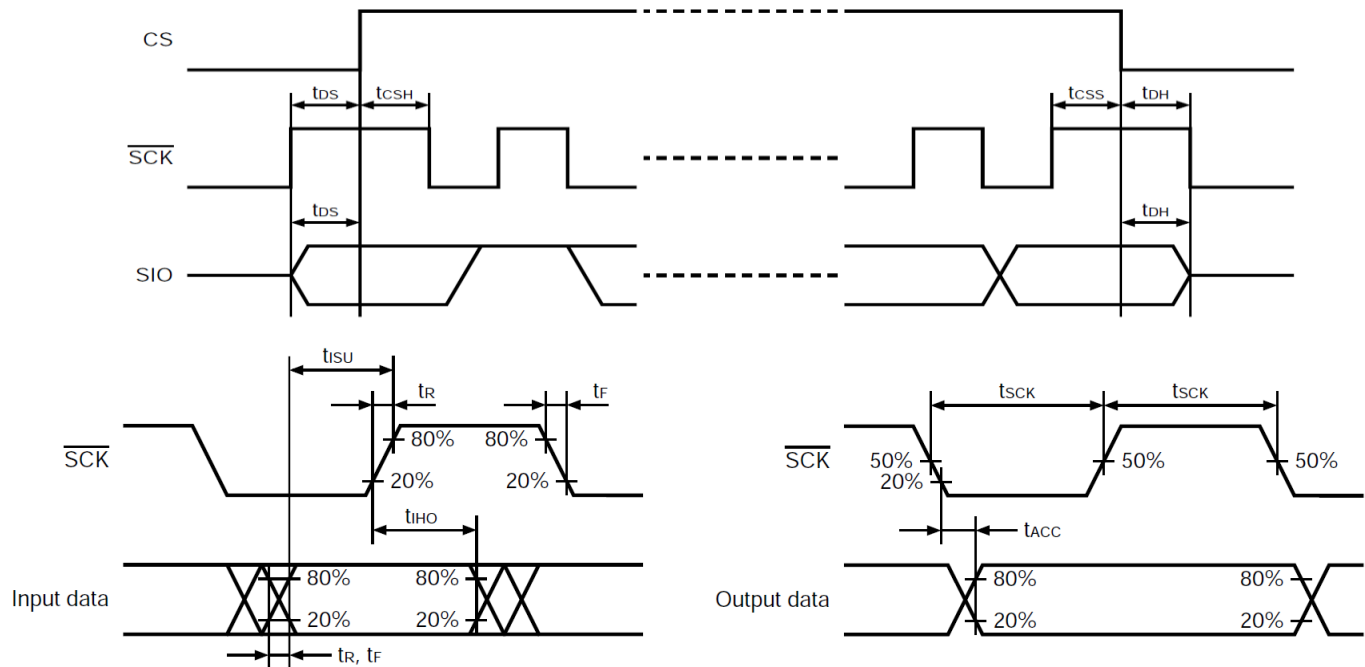 CS
tDS tCSH tCSS tDH
SCK
tDS tDH
SIO
tISU
tR tF tSCK tSCK
SCK 80% 80% SCK 50% 50% 50%
20% 20% 20%
tIHO tACC
Input data 80% 80% Output data 80% 80%
20% 20% 20% 20%
tR, tF